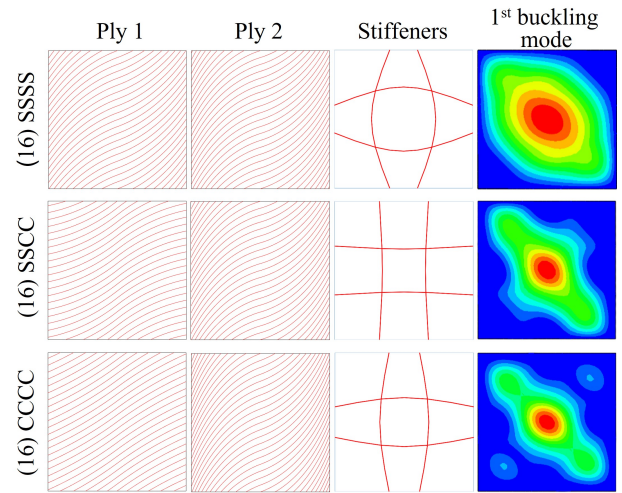 Ply 1
Ply 2
Stiffeners
1st buckling
mode
(16) SSSS
(16) SSCC
(16) CCCC